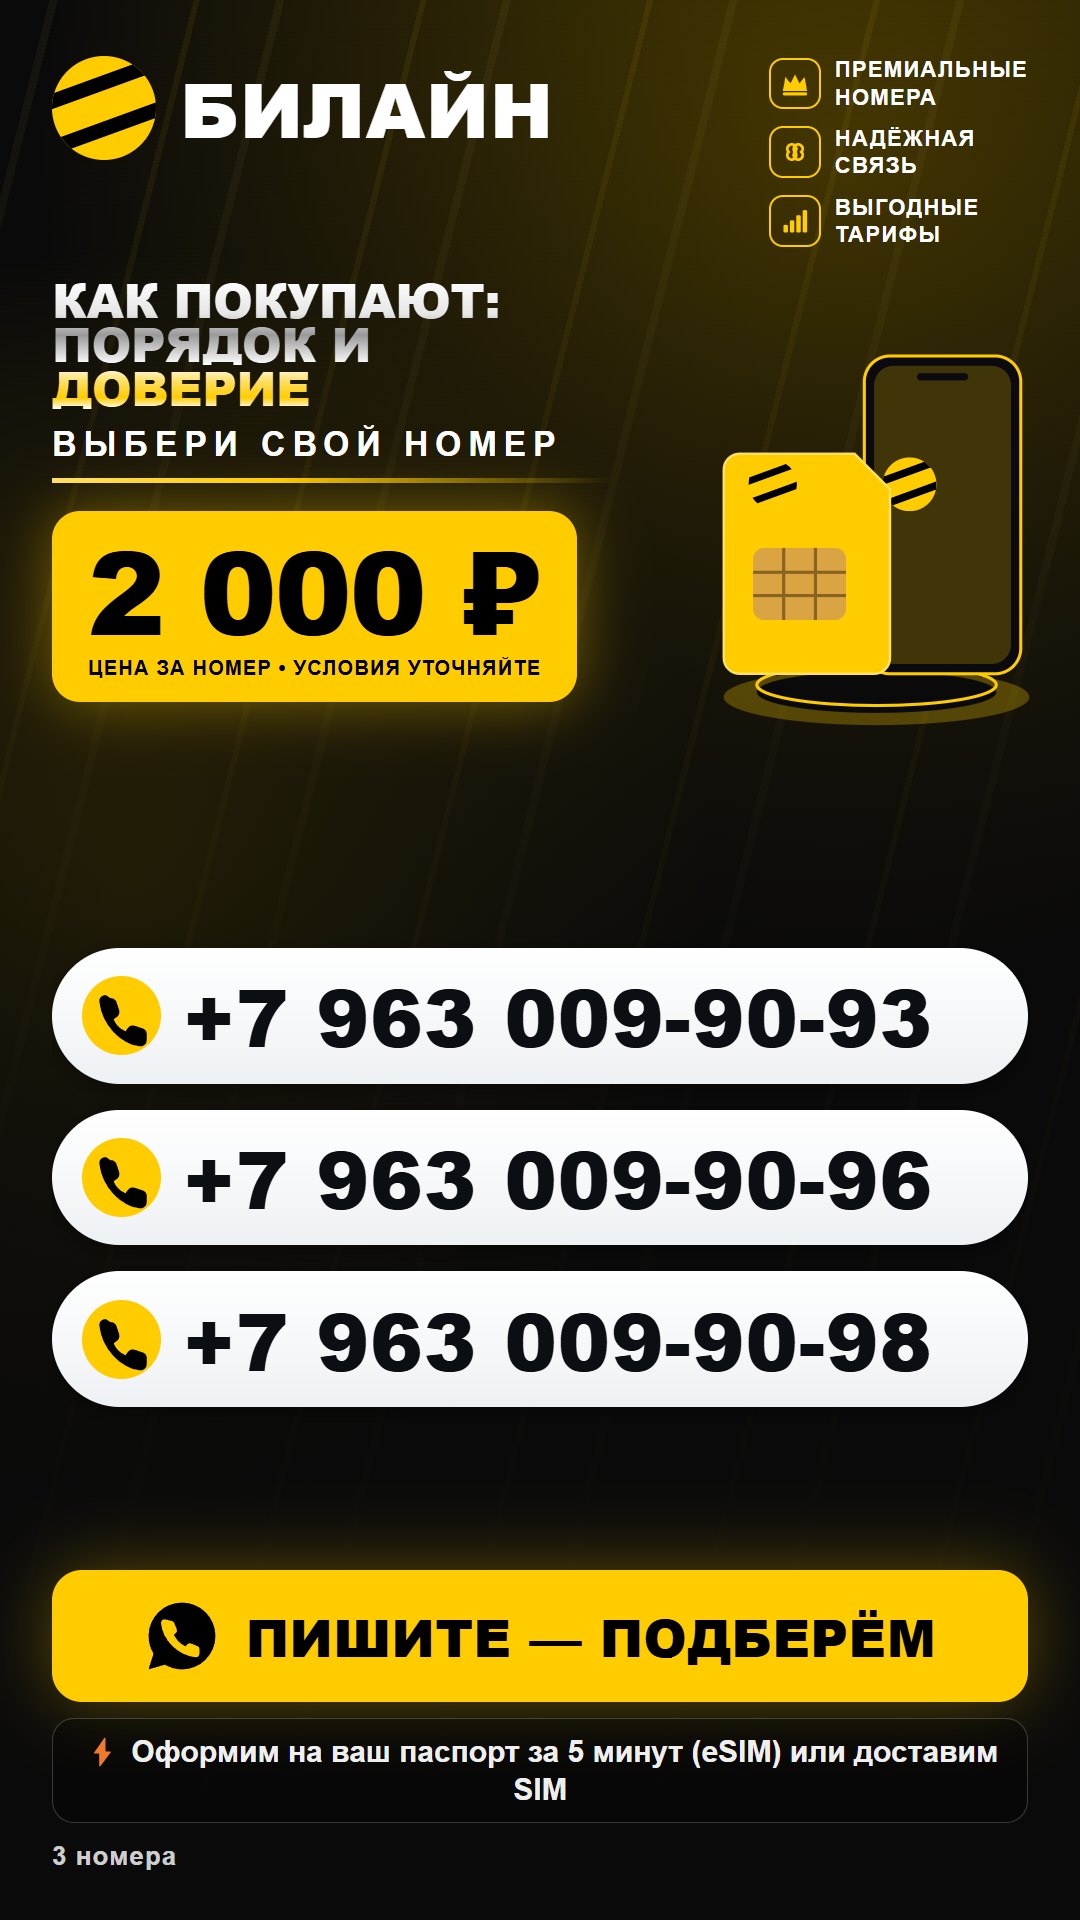 БИЛАЙН
ПРЕМИАЛЬНЫЕ
НОМЕРА
НАДЁЖНАЯ
СВЯЗЬ
ВЫГОДНЫЕ
ТАРИФЫ
КАК ПОКУПАЮТ:
ПОРЯДОК И
ДОВЕРИЕ
ВЫБЕРИ СВОЙ НОМЕР
2 000 ₽
ЦЕНА ЗА НОМЕР • УСЛОВИЯ УТОЧНЯЙТЕ
+7 963 009-90-93
+7 963 009-90-96
+7 963 009-90-98
ПИШИТЕ — ПОДБЕРЁМ
Оформим на ваш паспорт за 5 минут (eSIM) или доставим
SIM
3 номера